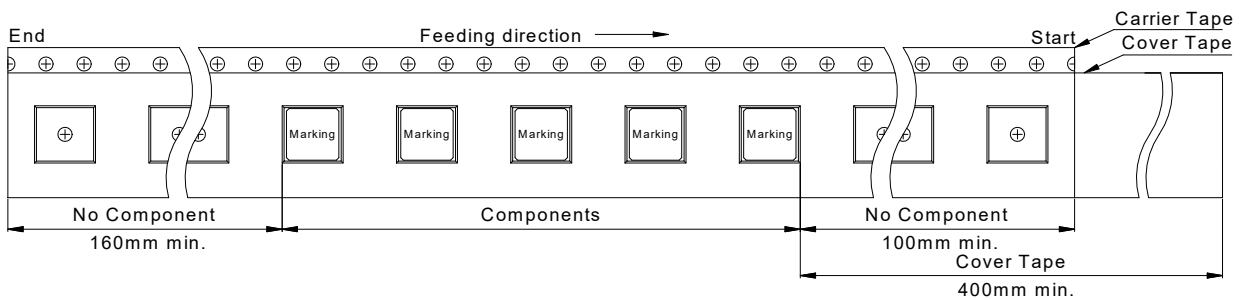 Carrier Tape
End
Feeding direction
Start
Cover Tape
Marking
Marking
Marking
Marking
Marking
No Component
Components
No Component
160mm min.
100mm min.
Cover Tape
400mm min.